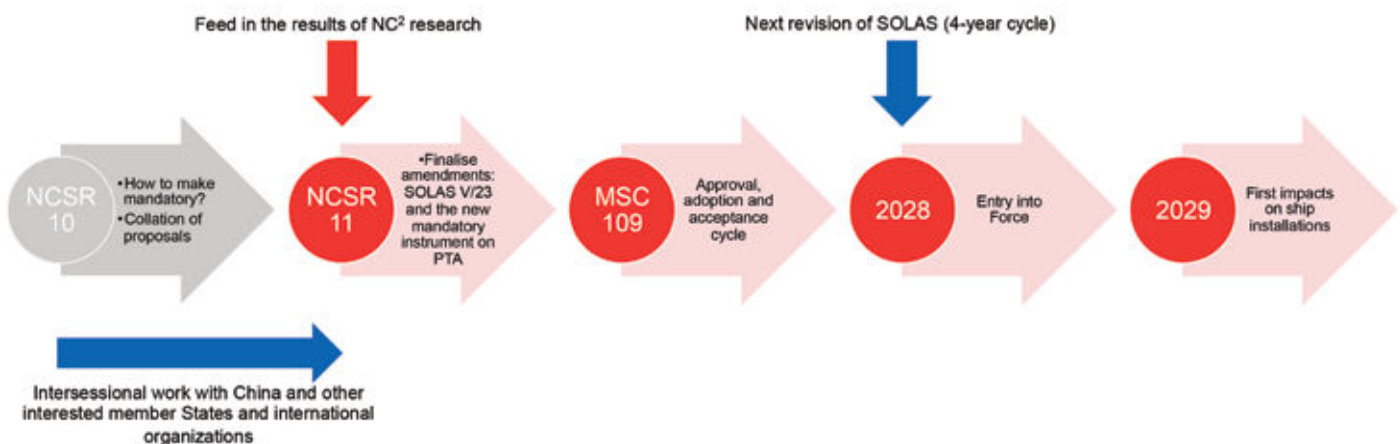 Feed in the results of NC² research
Next revision of SOLAS (4-year cycle)
NCSR
10
•How to make
mandatory?
•Collation of
proposals
NCSR
11
•Finalise
amendments:
SOLAS V/23
and the new
mandatory
instrument on
PTA
MSC
109
Approval,
adoption and
acceptance
cycle
2028
Entry into
Force
2029
First impacts
on ship
installations
Intersessional work with China and other
interested member States and international
organizations